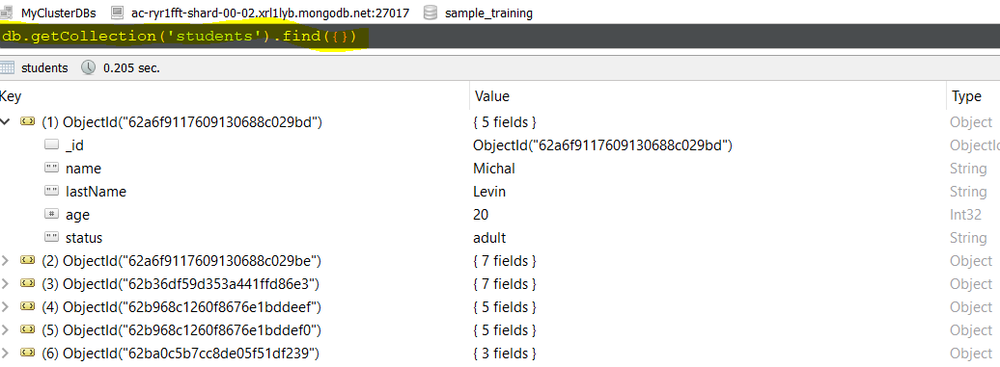 MyClusterDBs ac-ryr1fft-shard-00-02.xrl1lyb.mongodb.net:27017 sample_training
db.getCollection('students').find({})
students 0.205 sec.
Key Value Type
(1) ObjectId("62a6f9117609130688c029bd") { 5 fields } Object
_id ObjectId("62a6f9117609130688c029bd") ObjectId
" " name Michal String
" " lastName Levin String
# age 20 Int32
" " status adult String
(2) ObjectId("62a6f9117609130688c029be") { 7 fields } Object
(3) ObjectId("62b36df59d353a441ffd86e3") { 7 fields } Object
(4) ObjectId("62b968c1260f8676e1bddeef") { 5 fields } Object
(5) ObjectId("62b968c1260f8676e1bddef0") { 5 fields } Object
(6) ObjectId("62ba0c5b7cc8de05f51df239") { 3 fields } Object